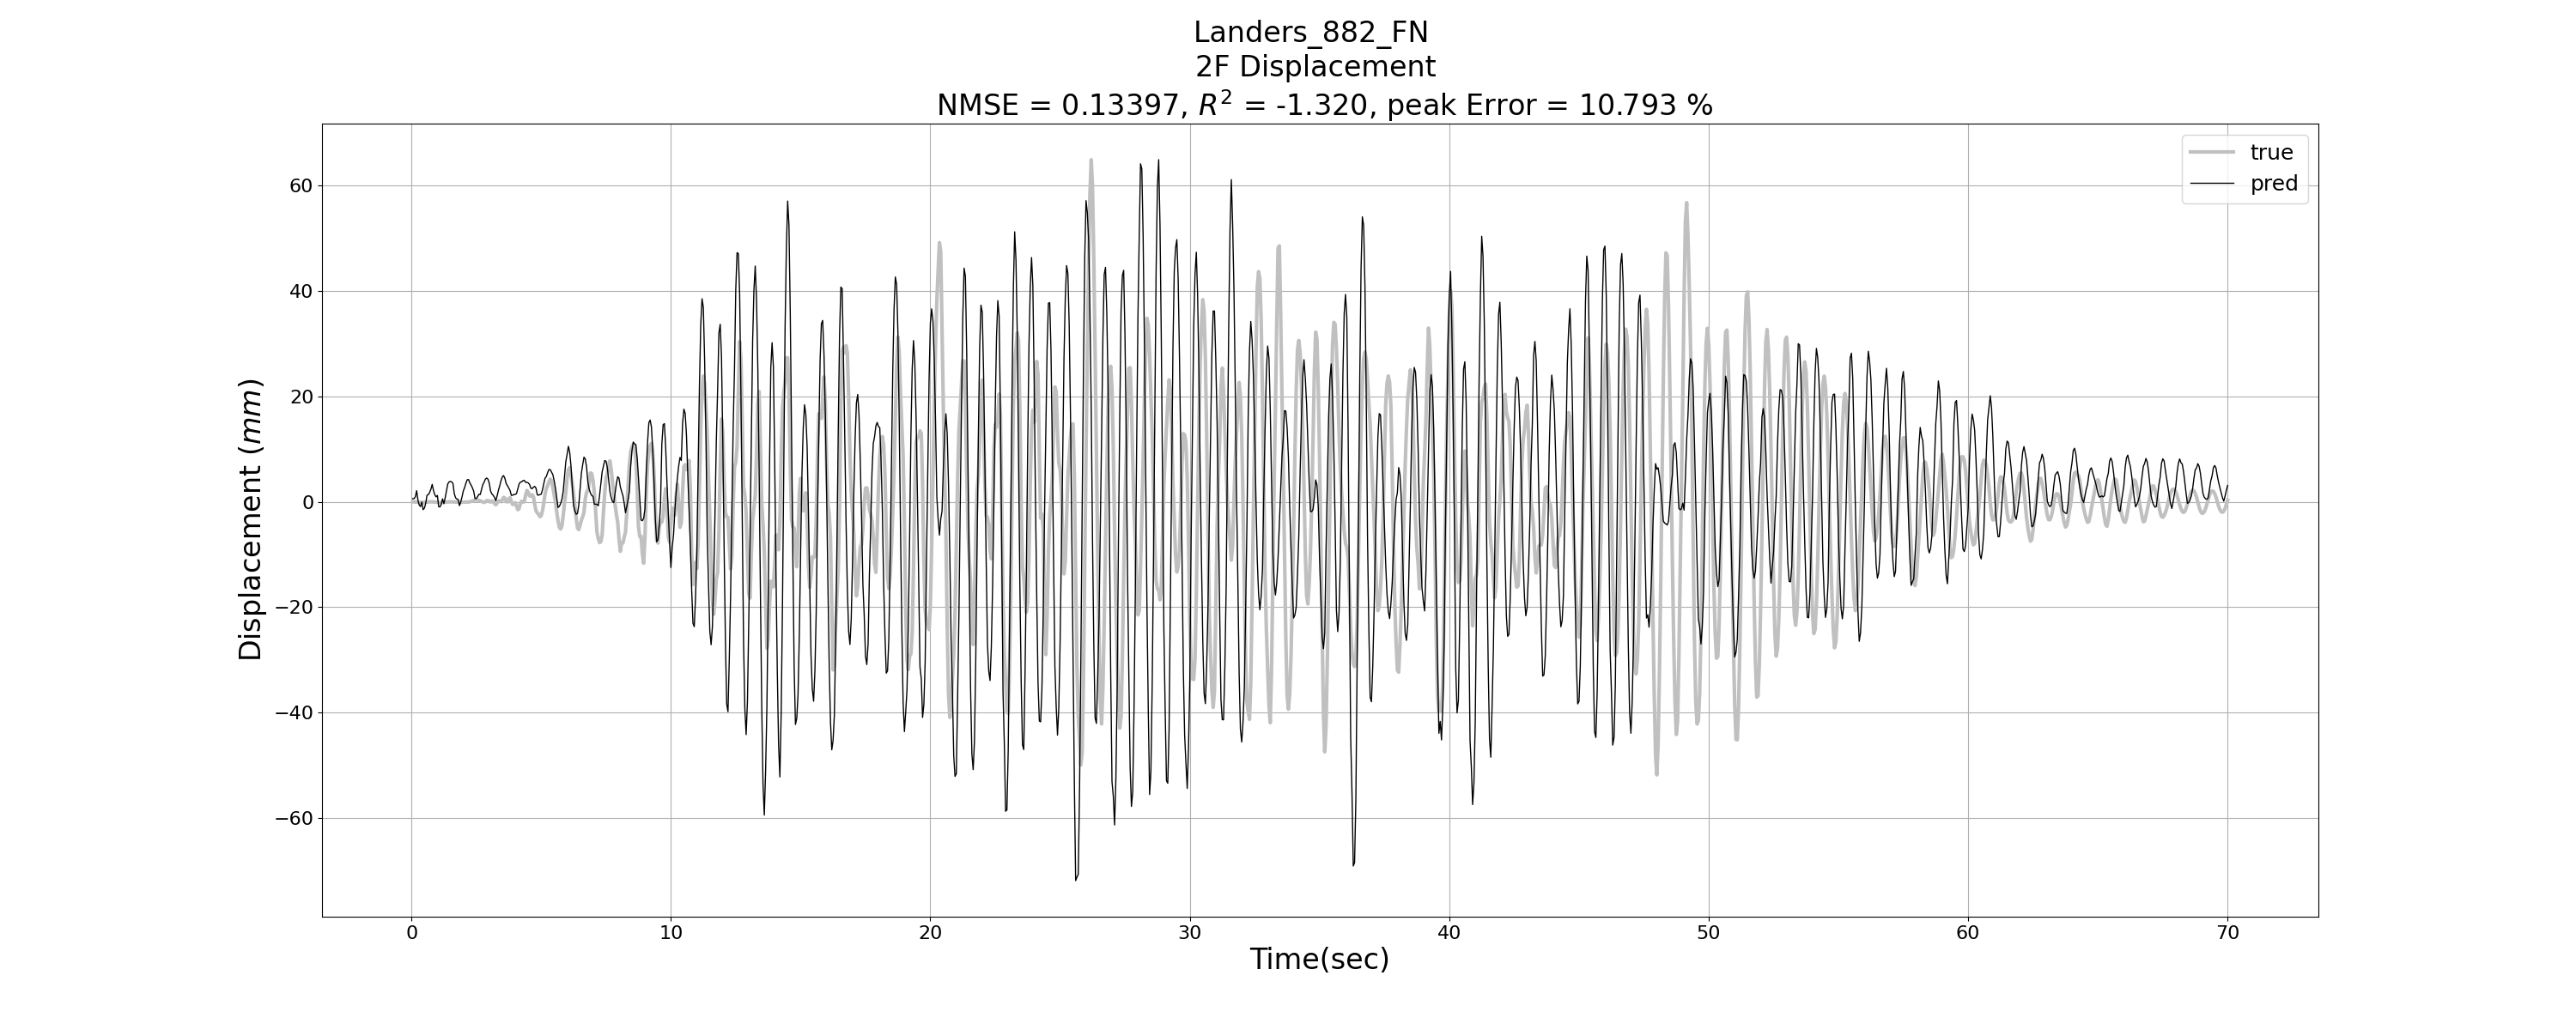 Landers_882_FN
2F Displacement
NMSE = 0.13397, R² = -1.320, peak Error = 10.793 %
true
pred
Displacement (mm)
60
40
20
0
−20
−40
−60
0 10 20 30 40 50 60 70
Time(sec)